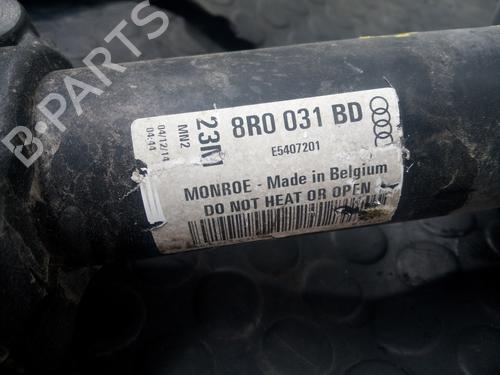 8R0 031 BD
E5407201
MONROE - Made in Belgium
DO NOT HEAT OR OPEN
23M
MN2
04/12/14
04:44
B-PARTS